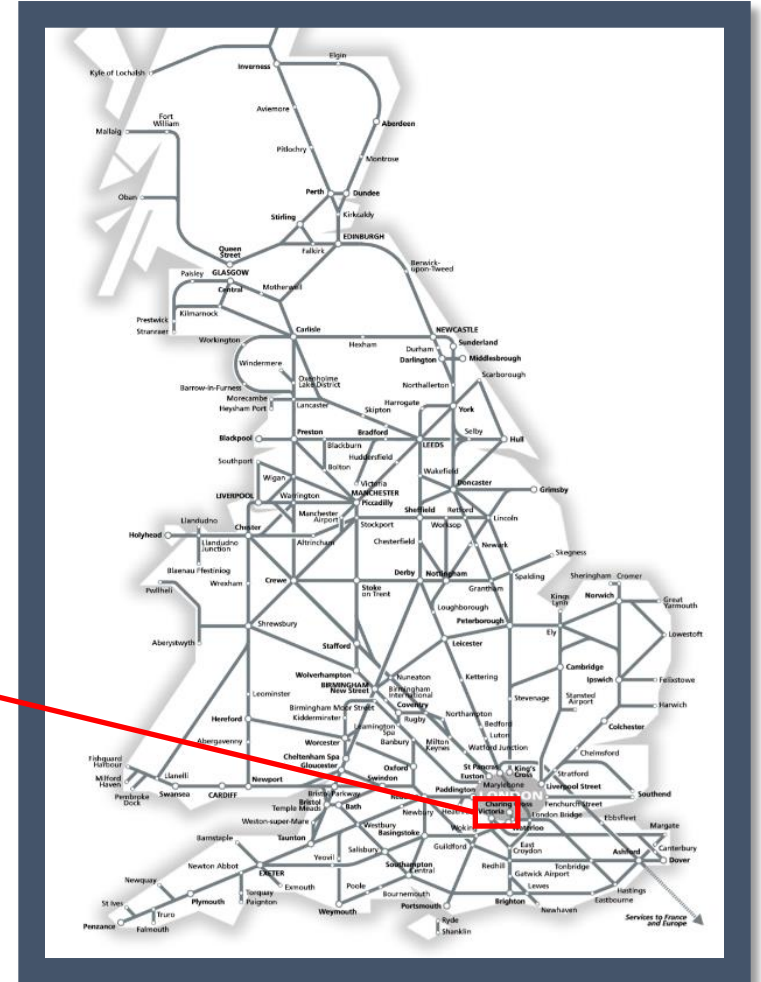 Elgin
Inverness
Kyle of Lochalsh
Aviemore
Fort
William
Aberdeen
Mallaig
Pitlochry
Montrose
Perth
Dundee
Oban
Stirling
Kirkcaldy
EDINBURGH
Queen
Street
Falkirk
Berwick-
upon-Tweed
Paisley
GLASGOW
Central
Motherwell
Prestwick
Kilmarnock
Stranraer
Carlisle
NEWCASTLE
Workington
Hexham
Sunderland
Durham
Darlington
Middlesbrough
Windermere
Scarborough
Oxenholme
Lake District
Barrow-in-Furness
Northallerton
Morecambe
Lancaster
Harrogate
Heysham Port
Skipton
York
Blackpool
Preston
Bradford
Selby
Hull
Blackburn
LEEDS
Huddersfield
Southport
Bolton
Wakefield
Wigan
Victoria
Doncaster
LIVERPOOL
Warrington
MANCHESTER
Piccadilly
Grimsby
Manchester
Airport
Sheffield
Retford
Llandudno
Stockport
Worksop
Lincoln
Holyhead
Chester
Llandudno
Junction
Altrincham
Chesterfield
Newark
Skegness
Blaenau Ffestiniog
Derby
Nottingham
Pwllheli
Wrexham
Crewe
Stoke
on Trent
Grantham
Spalding
Sheringham
Cromer
Kings
Lynn
Norwich
Great
Yarmouth
Loughborough
Shrewsbury
Peterborough
Aberystwyth
Stafford
Leicester
Ely
Lowestoft
Wolverhampton
Nuneaton
Kettering
Cambridge
BIRMINGHAM
New Street
Birmingham
International
Ipswich
Felixstowe
Leominster
Coventry
Stevenage
Stansted
Airport
Birmingham Moor Street
Rugby
Northampton
Harwich
Hereford
Kidderminster
Leamington
Spa
Bedford
Colchester
Abergavenny
Worcester
Banbury
Milton
Keynes
Luton
Watford Junction
Chelmsford
Fishguard
Harbour
Cheltenham Spa
Gloucester
Oxford
St Pancras
King's
Cross
Euston
Stratford
Milford
Haven
Llanelli
Newport
Swindon
Marylebone
Liverpool Street
Pembroke
Dock
Swansea
CARDIFF
Bristol Parkway
Paddington
LONDON
Southend
Bristol
Temple Meads
Bath
Charing Cross
Fenchurch Street
Newbury
Victoria
London Bridge
Ebbsfleet
Weston-super-Mare
Westbury
Waterloo
Margate
Barnstaple
Taunton
Basingstoke
East
Croydon
Salisbury
Guildford
Canterbury
Yeovil
Redhill
Ashford
Dover
Newton Abbot
EXETER
Southampton
Central
Gatwick Airport
Tonbridge
Newquay
Exmouth
Poole
Lewes
Hastings
St Ives
Plymouth
Torquay
Paignton
Bournemouth
Eastbourne
Truro
Weymouth
Portsmouth
Brighton
Newhaven
Penzance
Falmouth
Ryde
Shanklin
Services to France
and Europe